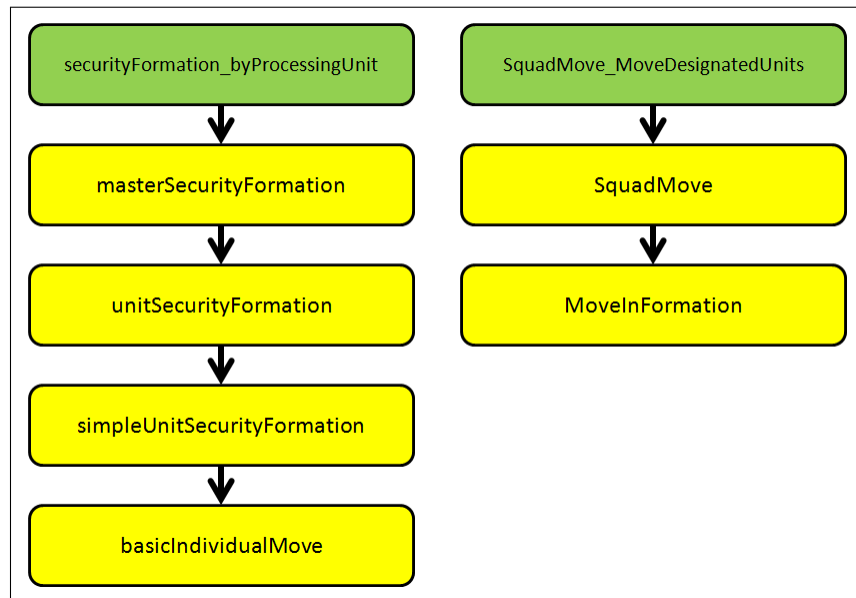 securityFormation_byProcessingUnit
masterSecurityFormation
unitSecurityFormation
simpleUnitSecurityFormation
basicIndividualMove
SquadMove_MoveDesignatedUnits
SquadMove
MoveInFormation